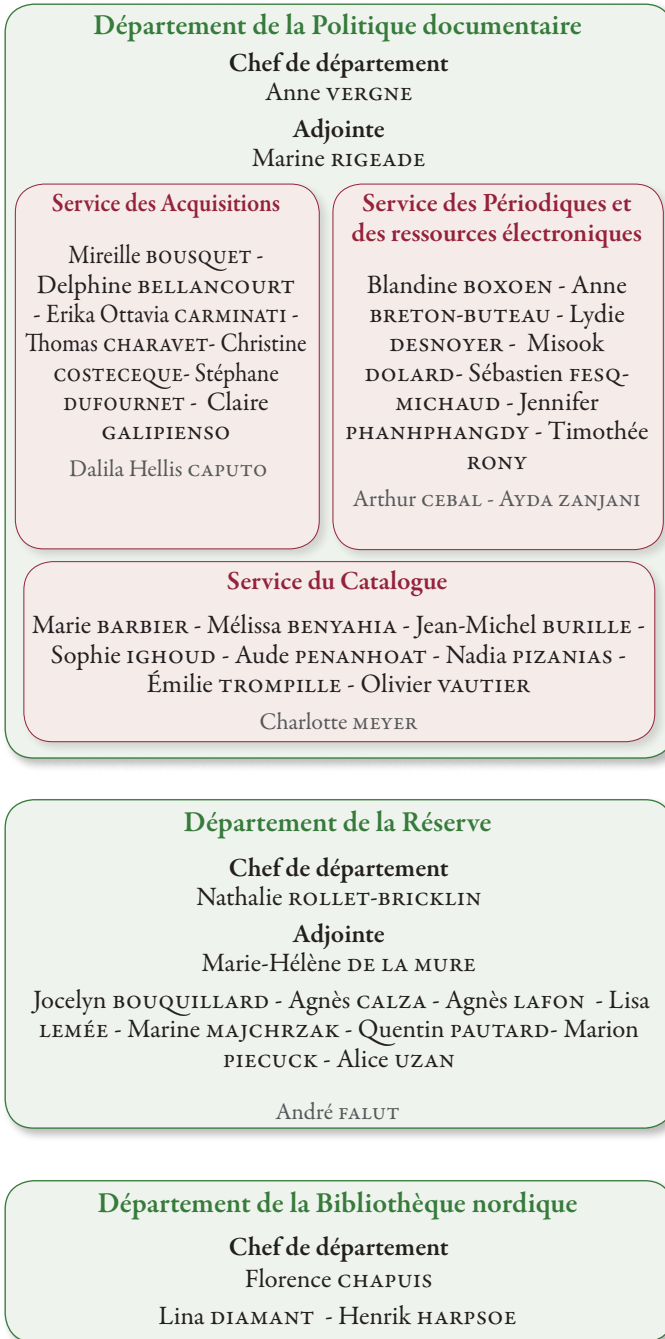 Département de la Politique documentaire
Chef de département
Anne VERGNE
Adjointe
Marine RIGEADE
Service des Acquisitions
Mireille BOUSQUET -
Delphine BELLANCOURT
- Erika Ottavia CARMINATI -
Thomas CHARAVET- Christine
COSTECEQUE- Stéphane
DUFOURNET - Claire
GALIPIENSO
Dalila Hellis CAPUTO
Service des Périodiques et
des ressources électroniques
Blandine BOXOEN - Anne
BRETON-BUTEAU - Lydie
DESNOYER - Misook
DOLARD- Sébastien FESQ-
MICHAUD - Jennifer
PHANHPHANGDY - Timothée
RONY
Arthur CEBAL - AYDA ZANJANI
Service du Catalogue
Marie BARBIER - Mélissa BENYAHIA - Jean-Michel BURILLE -
Sophie IGHOUD - Aude PENANHOAT - Nadia PIZANIAS -
Émilie TROMPILLE - Olivier VAUTIER
Charlotte MEYER
Département de la Réserve
Chef de département
Nathalie ROLLET-BRICKLIN
Adjointe
Marie-Hélène DE LA MURE
Jocelyn BOUQUILLARD - Agnès CALZA - Agnès LAFON - Lisa
LEMÉE - Marine MAJCHRZAK - Quentin PAUTARD- Marion
PIECUCK - Alice UZAN
André FALUT
Département de la Bibliothèque nordique
Chef de département
Florence CHAPUIS
Lina DIAMANT - Henrik HARPSOE